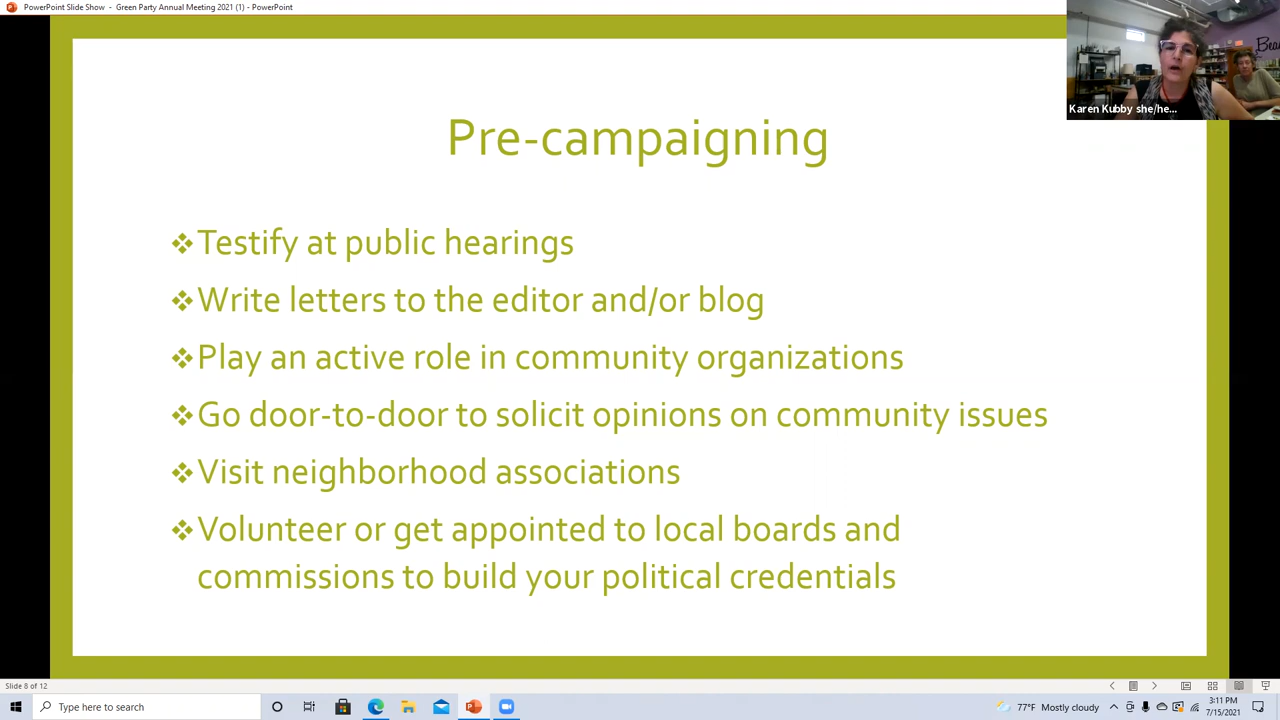 PowerPoint Slide Show - Green Party Annual Meeting 2021 (1) - PowerPoint
Karen Kubby she/he...
Pre-campaigning
❖Testify at public hearings
❖Write letters to the editor and/or blog
❖Play an active role in community organizations
❖Go door-to-door to solicit opinions on community issues
❖Visit neighborhood associations
❖Volunteer or get appointed to local boards and
commissions to build your political credentials
Slide 8 of 12
Type here to search
77°F Mostly cloudy
3:11 PM
7/15/2021